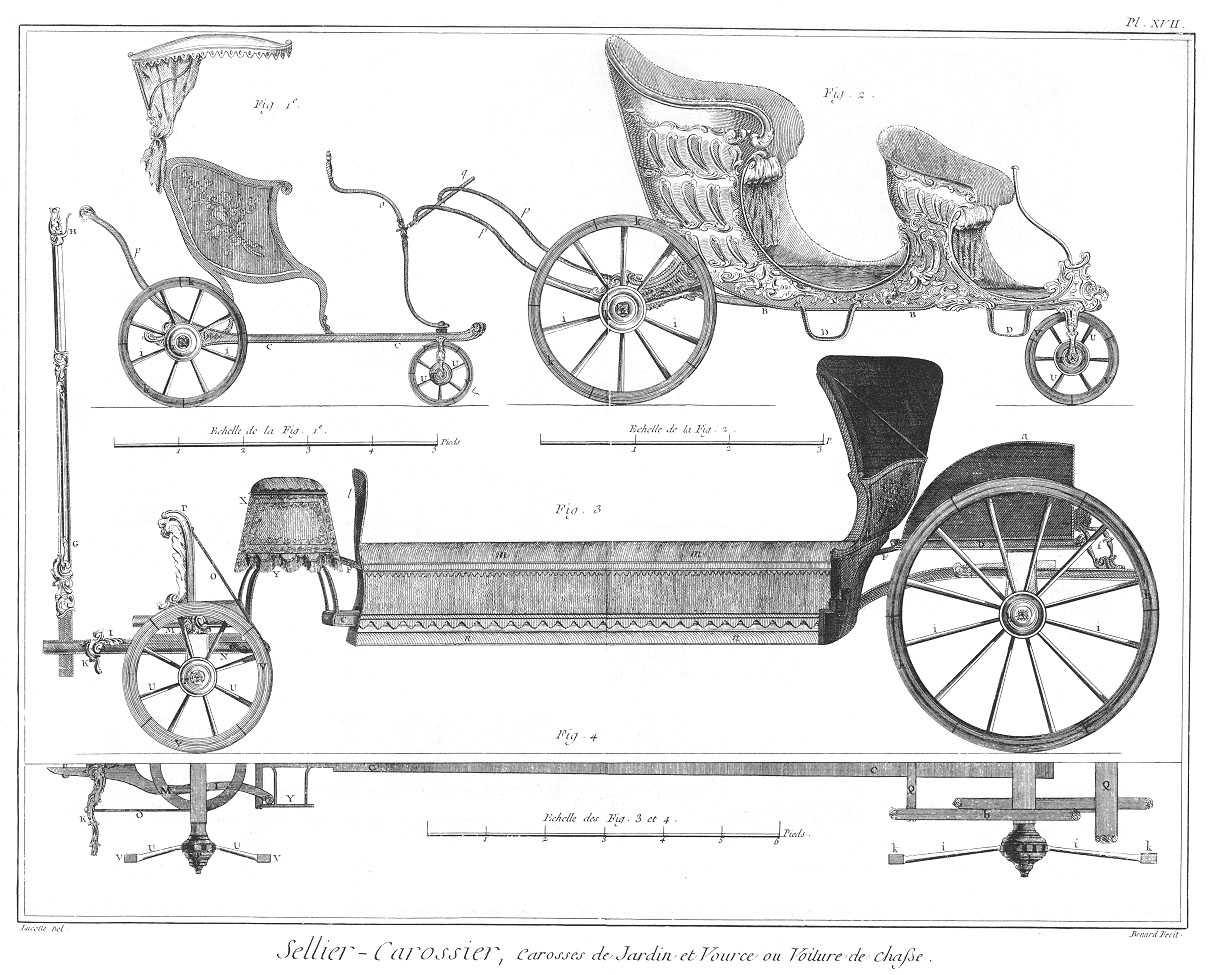 Pl. XVII.
Fig. 1e.
Fig. 2.
Echelle de la Fig. 1e.
Pieds
1 2 3 4 5
Echelle de la Fig. 2.
P
1 2 3
Fig. 3
Fig. 4
Echelle des Fig. 3 et 4.
Pieds.
1 2 3 4 5 6
Lucotte Del.
Benard Fecit.
Sellier-Carossier, carosses de Jardin et Vource ou Voiture de chaſse.